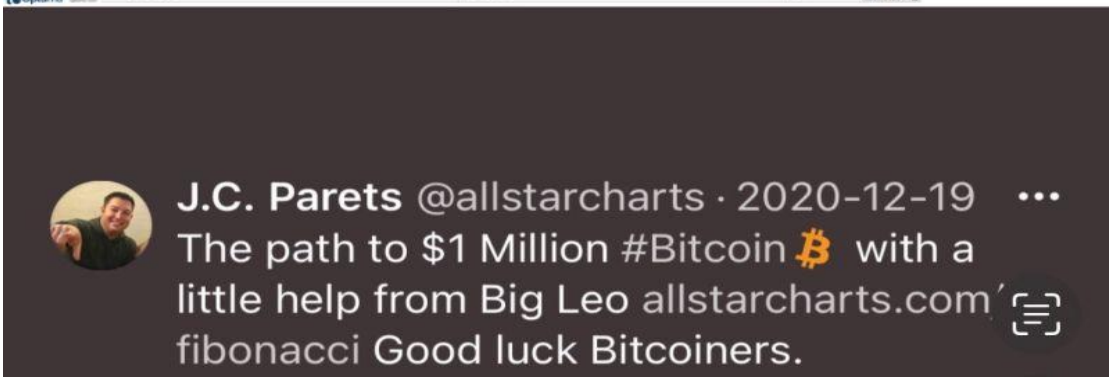 J.C. Parets @allstarcharts · 2020-12-19
The path to $1 Million #Bitcoin with a
little help from Big Leo allstarcharts.com/
fibonacci Good luck Bitcoiners.